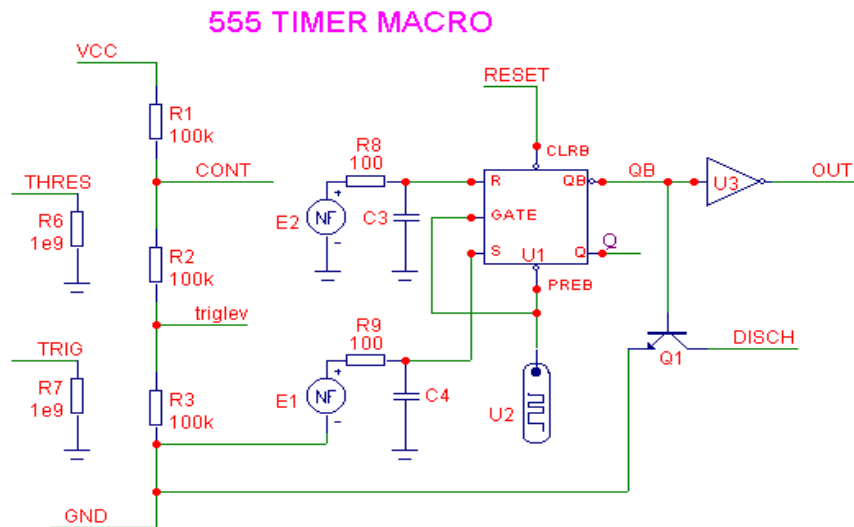 555 TIMER MACRO
VCC
RESET
R1
100k
CONT
R8
100
CLRB
THRES
R6
1e9
E2
NF
C3
R
QB
GATE
S
U1
Q
PREB
QB
U3
OUT
Q
R2
100k
triglev
TRIG
R7
1e9
R3
100k
R9
100
E1
NF
C4
U2
Q1
DISCH
GND